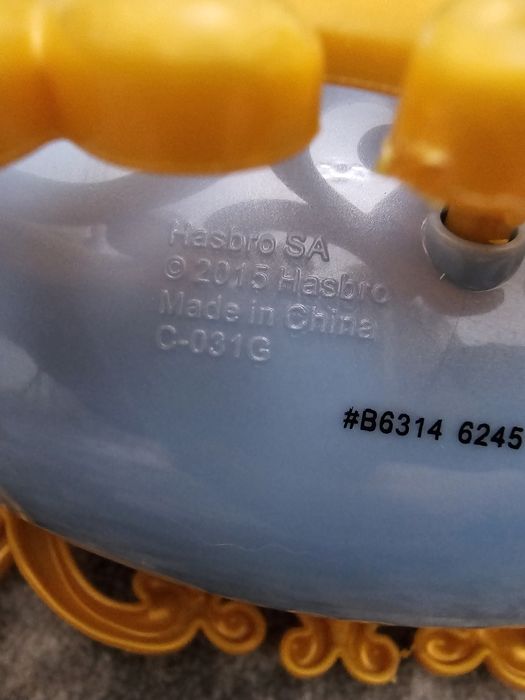 Hasbro SA
© 2015 Hasbro
Made in China
C-031G
#B6314 6245